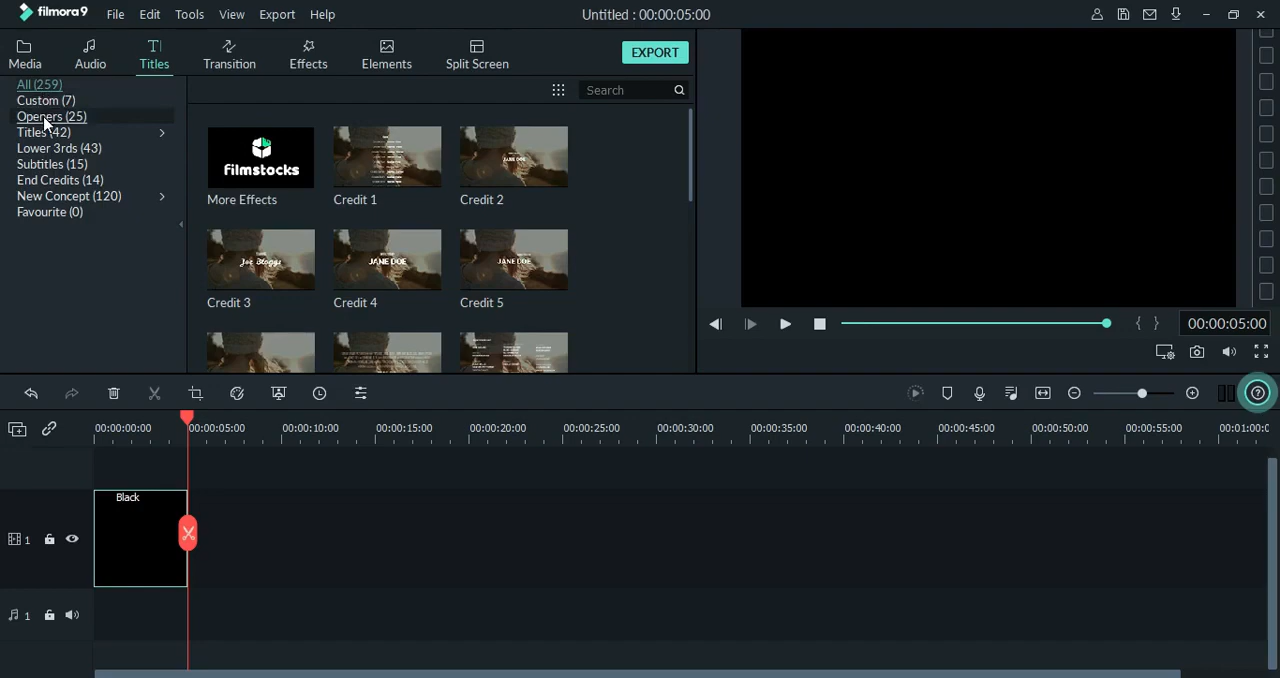 filmora9 File Edit Tools View Export Help Untitled : 00:00:05:00
Media Audio Titles Transition Effects Elements Split Screen EXPORT
All (259)
Custom (7)
Openers (25)
Titles (42)
Lower 3rds (43)
Subtitles (15)
End Credits (14)
New Concept (120)
Favourite (0)
Search
filmstocks
More Effects Credit 1 Credit 2
JANE DOE
Joe Bloggs JANE DOE JANE DOE
Credit 3 Credit 4 Credit 5
00:00:05:00
00:00:00:00 00:00:05:00 00:00:10:00 00:00:15:00 00:00:20:00 00:00:25:00 00:00:30:00 00:00:35:00 00:00:40:00 00:00:45:00 00:00:50:00 00:00:55:00 00:01:00:0
Black
1
1